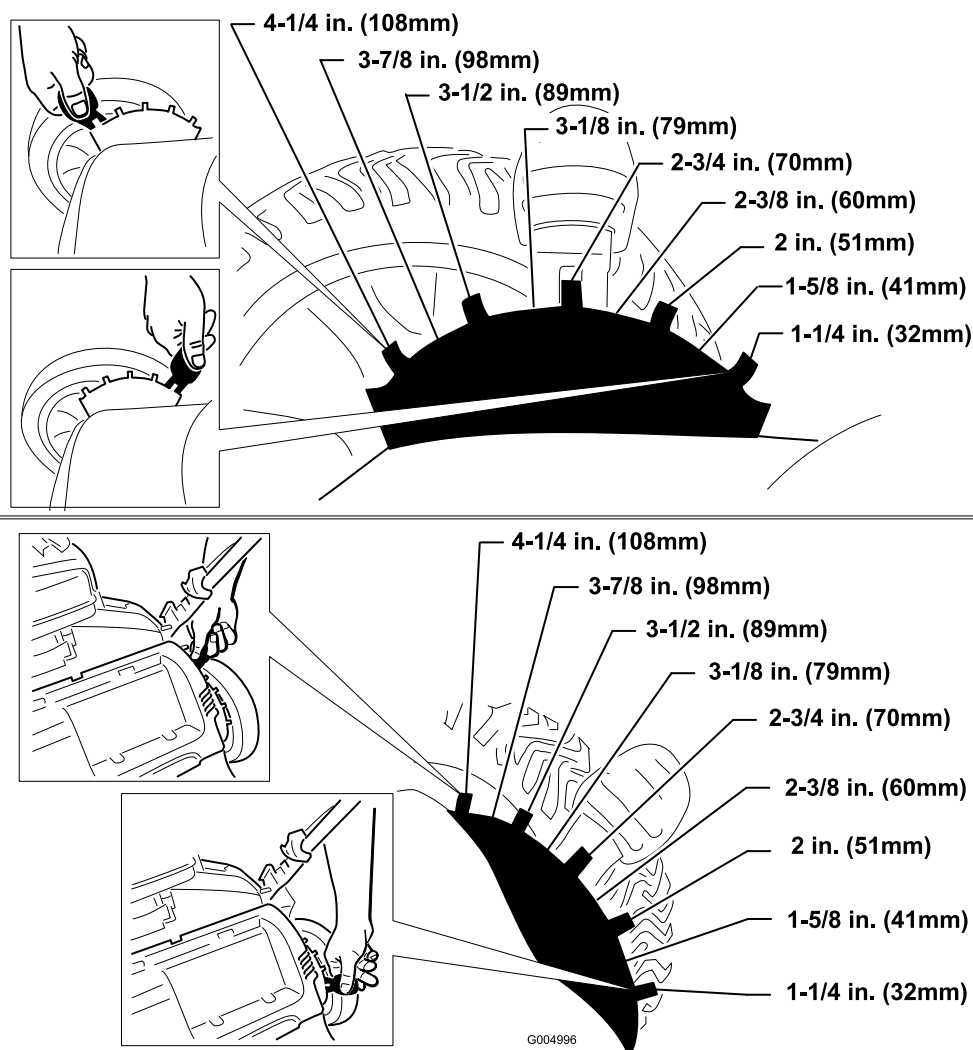 4-1/4 in. (108mm)
3-7/8 in. (98mm)
3-1/2 in. (89mm)
3-1/8 in. (79mm)
2-3/4 in. (70mm)
2-3/8 in. (60mm)
2 in. (51mm)
1-5/8 in. (41mm)
1-1/4 in. (32mm)
4-1/4 in. (108mm)
3-7/8 in. (98mm)
3-1/2 in. (89mm)
3-1/8 in. (79mm)
2-3/4 in. (70mm)
2-3/8 in. (60mm)
2 in. (51mm)
1-5/8 in. (41mm)
1-1/4 in. (32mm)
G004996